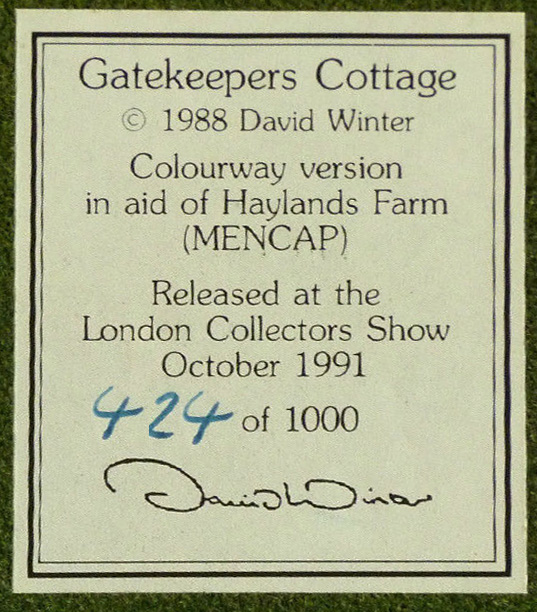 Gatekeepers Cottage
© 1988 David Winter
Colourway version
in aid of Haylands Farm
(MENCAP)
Released at the
London Collectors Show
October 1991
424 of 1000
David Winter